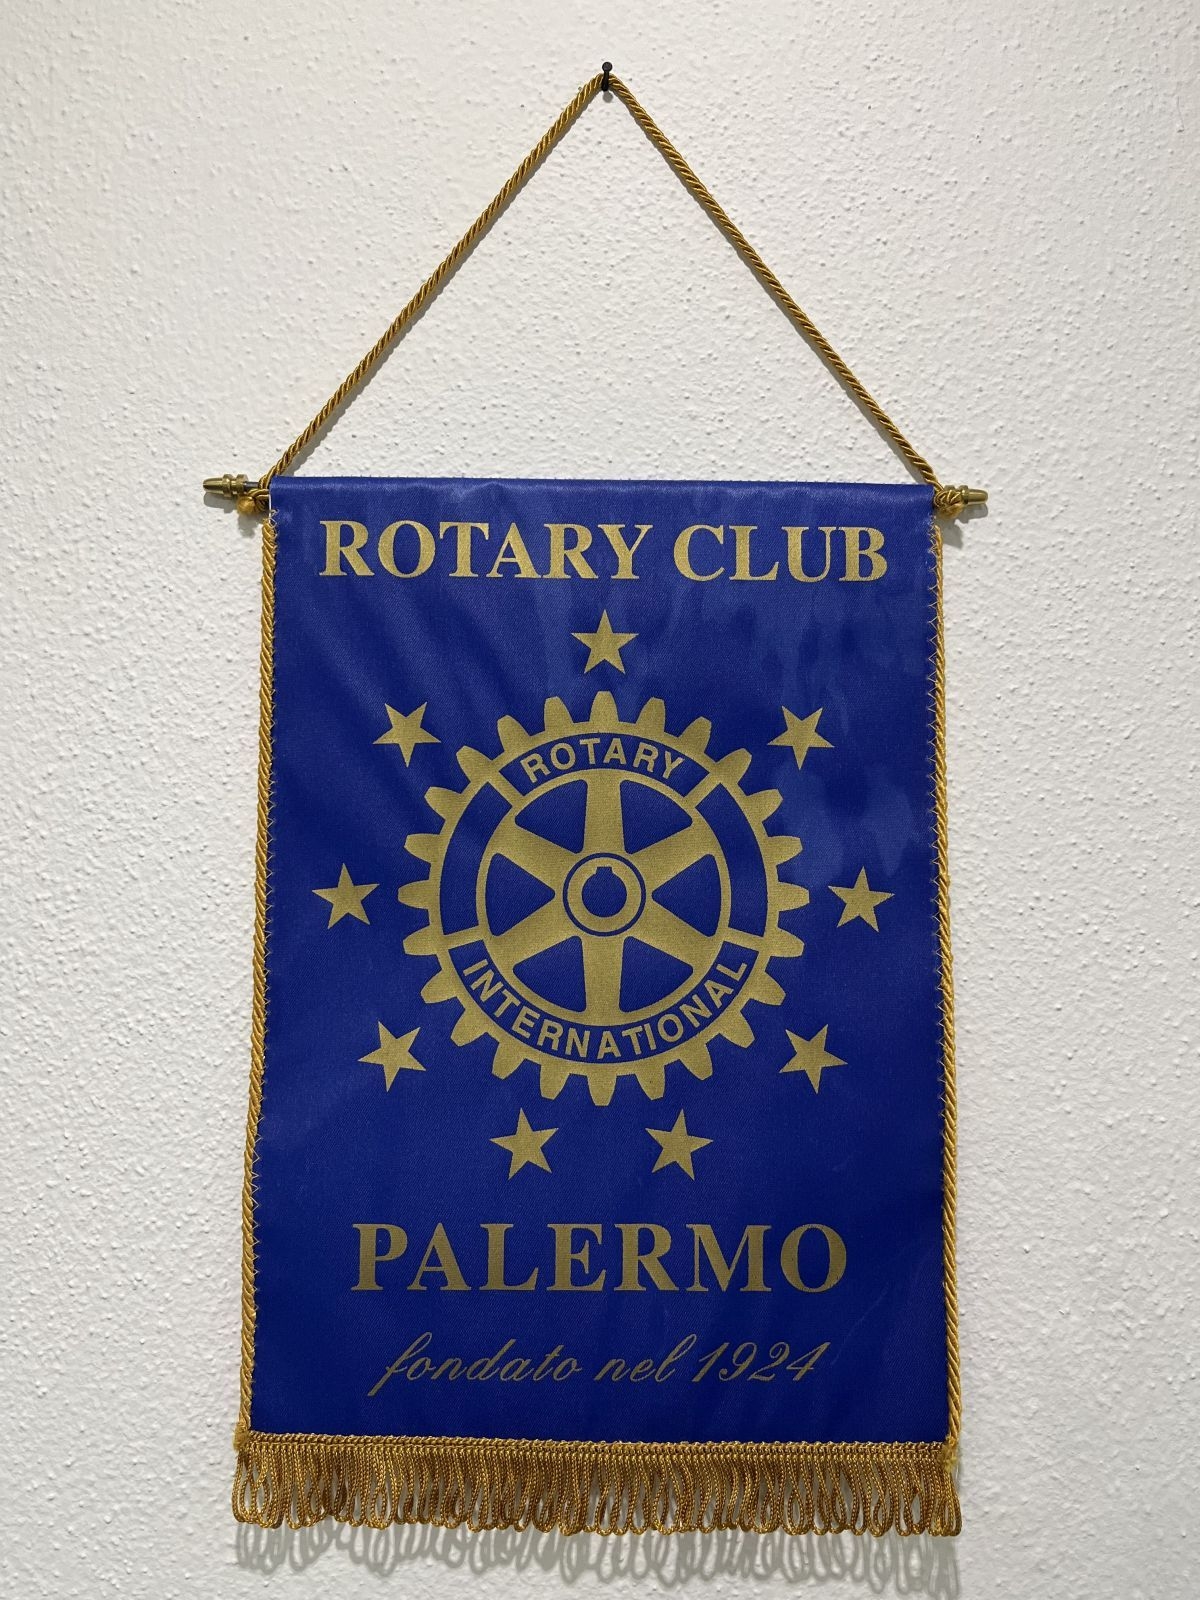 ROTARY CLUB
ROTARY
INTERNATIONAL
PALERMO
fondato nel 1924